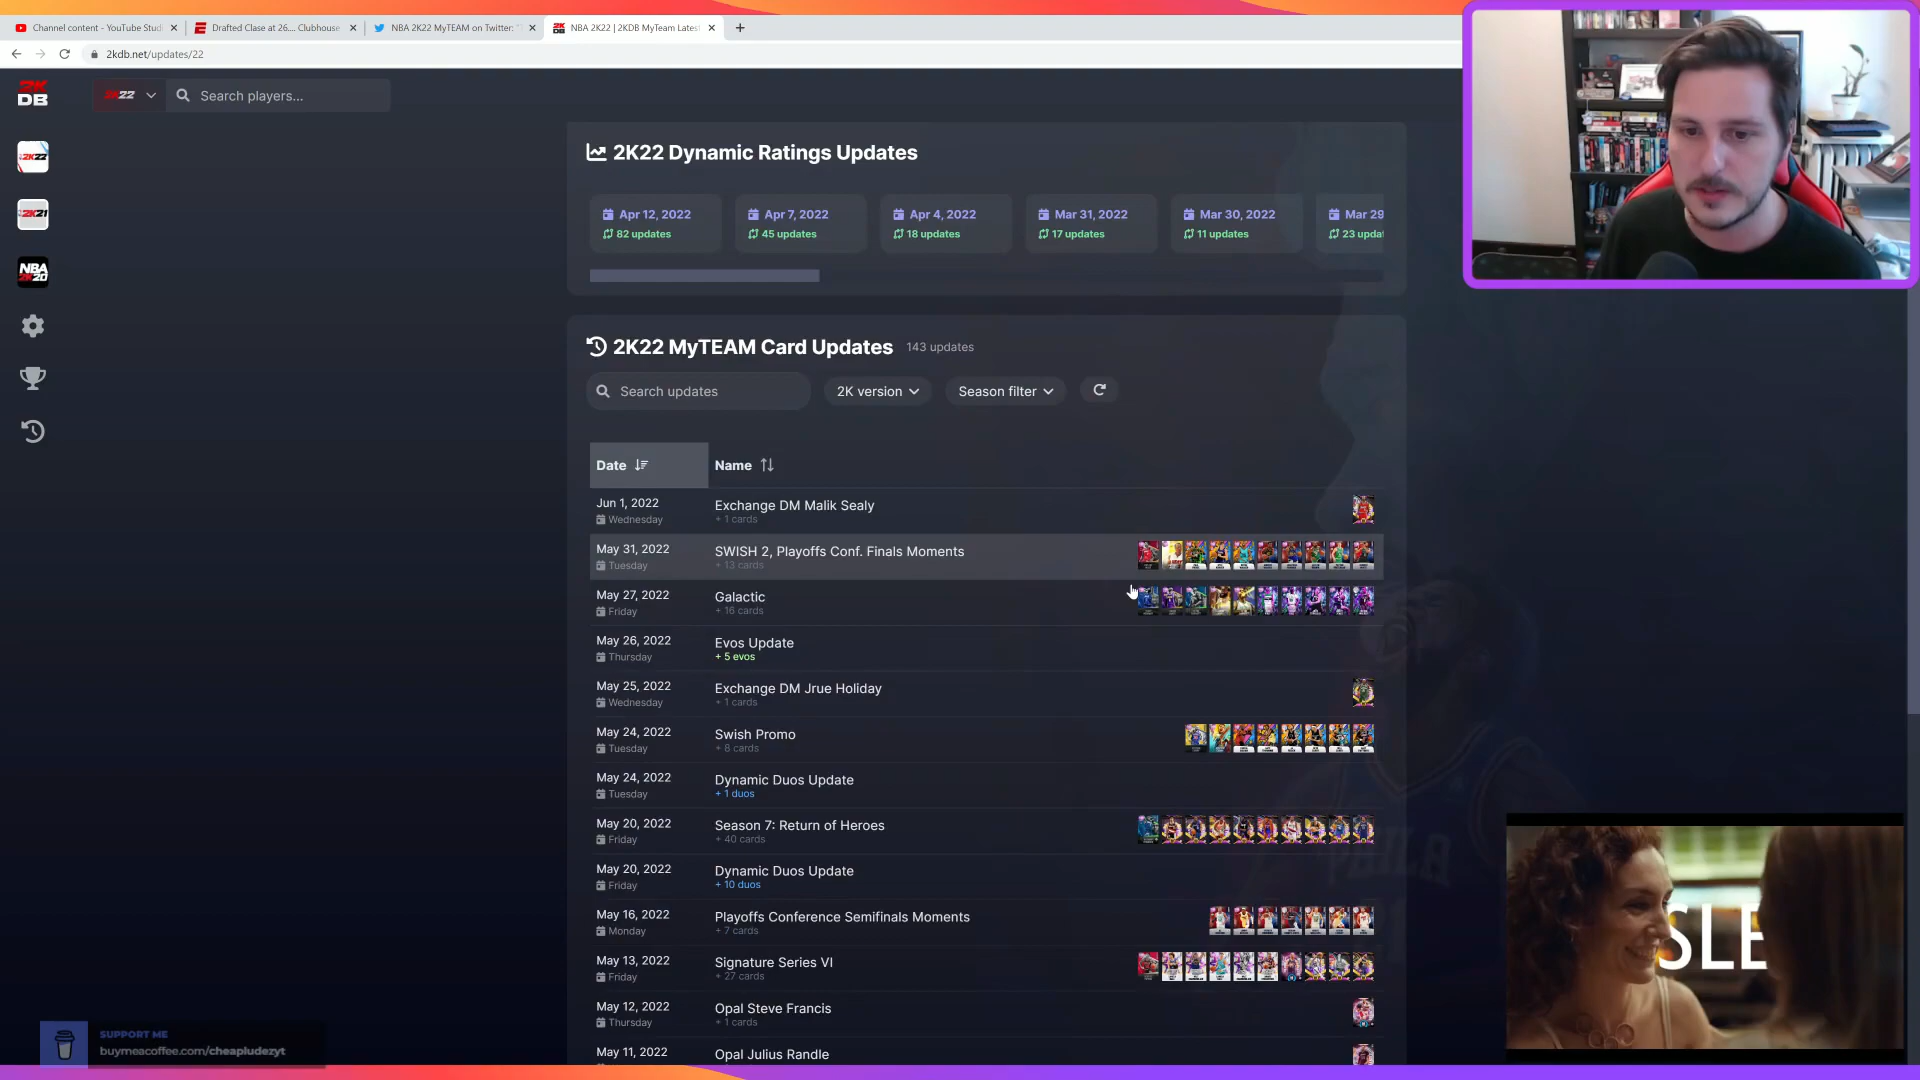 Channel content - YouTube Studi
Drafted Clase at 26.... Clubhouse
NBA 2K22 MyTEAM on Twitter: "
NBA 2K22 | 2KDB MyTeam Lates
2kdb.net/updates/22
2K
DB
2K22
Search players...
2K22
2K21
NBA
2K20
2K22 Dynamic Ratings Updates
Apr 12, 2022
82 updates
Apr 7, 2022
45 updates
Apr 4, 2022
18 updates
Mar 31, 2022
17 updates
Mar 30, 2022
11 updates
Mar 29
23 updat
2K22 MyTEAM Card Updates 143 updates
Search updates
2K version
Season filter
Date
Name
Jun 1, 2022
Wednesday
Exchange DM Malik Sealy
+ 1 cards
May 31, 2022
Tuesday
SWISH 2, Playoffs Conf. Finals Moments
+ 13 cards
May 27, 2022
Friday
Galactic
+ 16 cards
May 26, 2022
Thursday
Evos Update
+ 5 evos
May 25, 2022
Wednesday
Exchange DM Jrue Holiday
+ 1 cards
May 24, 2022
Tuesday
Swish Promo
+ 8 cards
May 24, 2022
Tuesday
Dynamic Duos Update
+ 1 duos
May 20, 2022
Friday
Season 7: Return of Heroes
+ 40 cards
May 20, 2022
Friday
Dynamic Duos Update
+ 10 duos
May 16, 2022
Monday
Playoffs Conference Semifinals Moments
+ 7 cards
May 13, 2022
Friday
Signature Series VI
+ 27 cards
May 12, 2022
Thursday
Opal Steve Francis
+ 1 cards
May 11, 2022
Opal Julius Randle
PHILA
SLE
SUPPORT ME
buymeacoffee.com/cheapludezyt